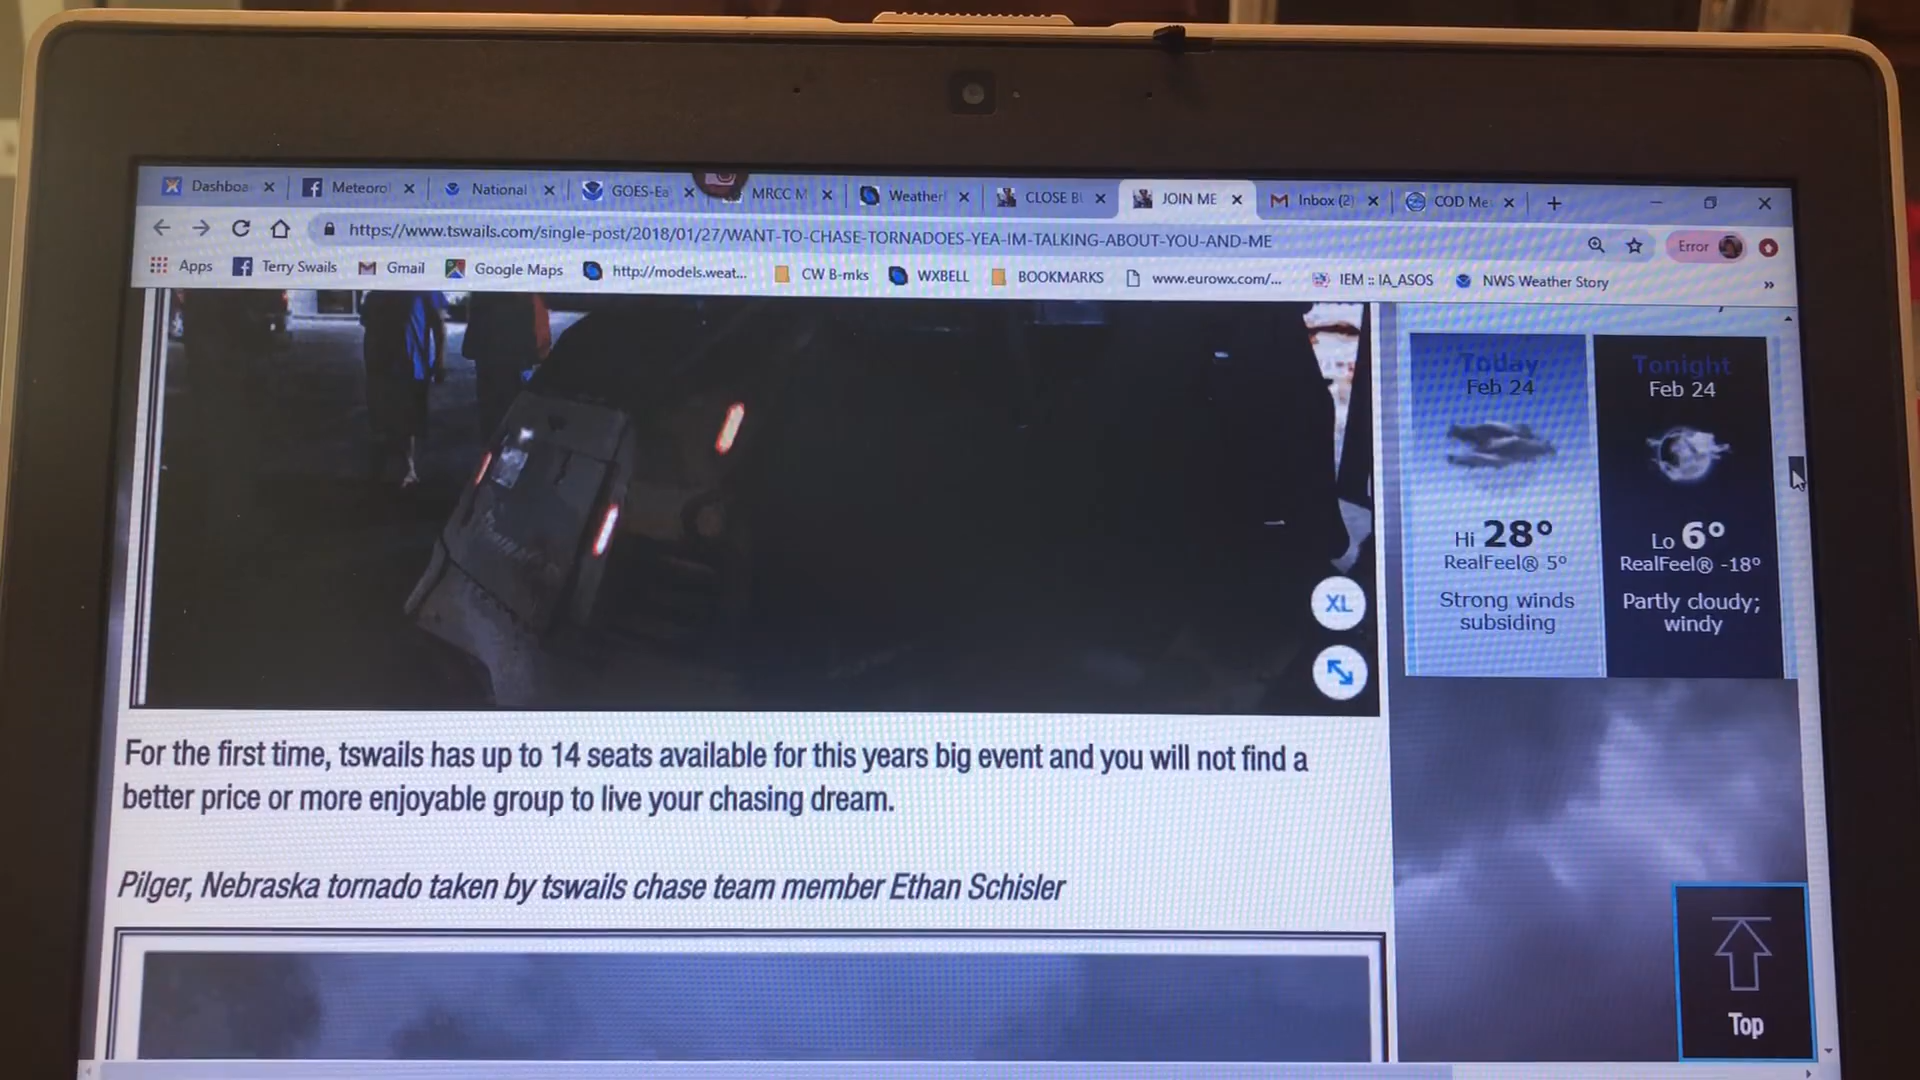 Dashboa
Meteorol
National
GOES-Ea
MRCC M
Weather
CLOSE BU
JOIN ME
Inbox (2)
COD Me
https://www.tswails.com/single-post/2018/01/27/WANT-TO-CHASE-TORNADOES-YEA-IM-TALKING-ABOUT-YOU-AND-ME
Error
Apps
Terry Swails
Gmail
Google Maps
http://models.weat...
CW B-mks
WXBELL
BOOKMARKS
www.eurowx.com/...
IEM :: IA_ASOS
NWS Weather Story
»
Today
Feb 24
Hi 28°
RealFeel® 5°
Strong winds
subsiding
Tonight
Feb 24
Lo 6°
RealFeel® -18°
Partly cloudy;
windy
XL
For the first time, tswails has up to 14 seats available for this years big event and you will not find a
better price or more enjoyable group to live your chasing dream.
Pilger, Nebraska tornado taken by tswails chase team member Ethan Schisler
Top